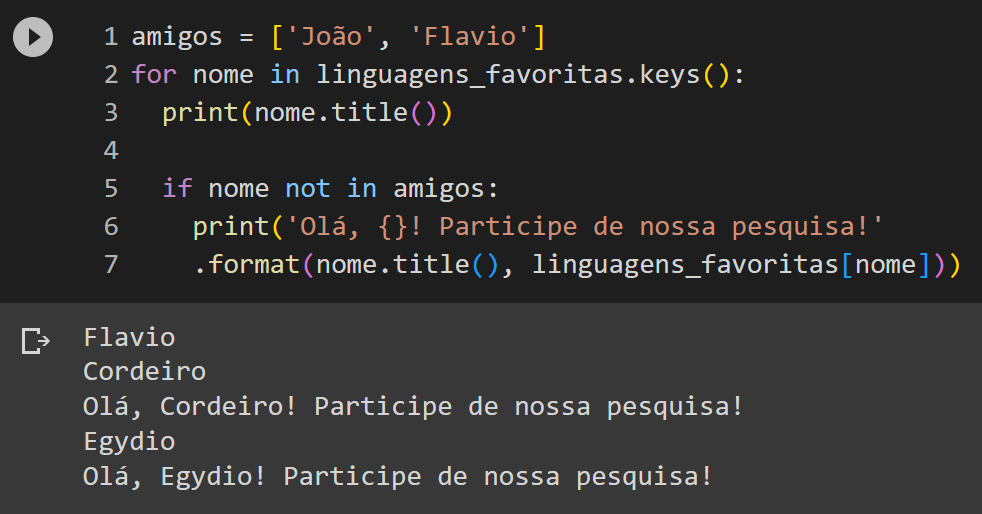 1 amigos = ['João', 'Flavio']
2 for nome in linguagens_favoritas.keys():
3   print(nome.title())
4
5   if nome not in amigos:
6     print('Olá, {}! Participe de nossa pesquisa!'
7     .format(nome.title(), linguagens_favoritas[nome]))
Flavio
Cordeiro
Olá, Cordeiro! Participe de nossa pesquisa!
Egydio
Olá, Egydio! Participe de nossa pesquisa!